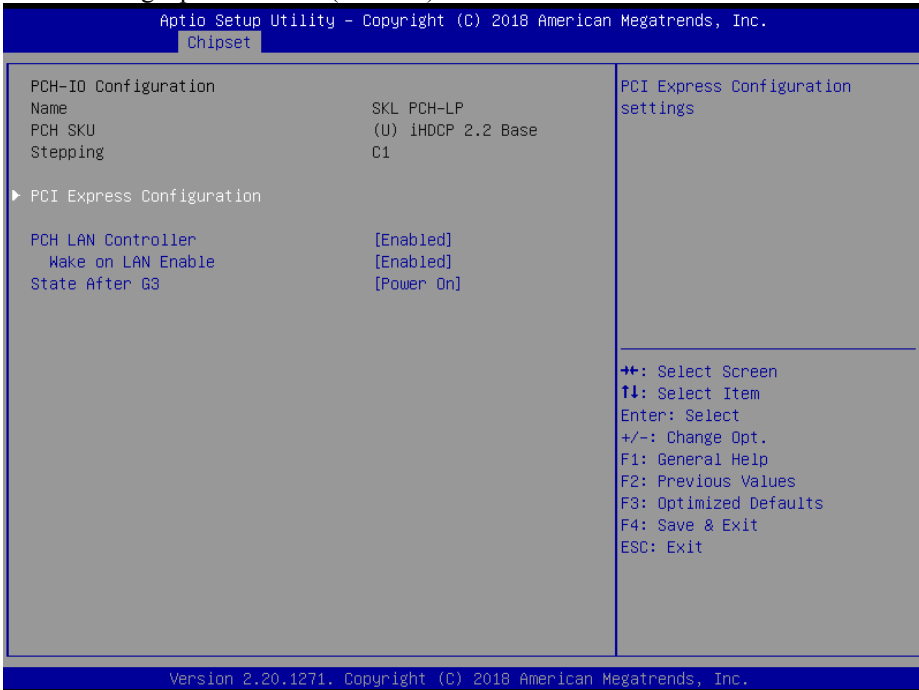 Aptio Setup Utility – Copyright (C) 2018 American Megatrends, Inc.
Chipset
PCH-IO Configuration
Name SKL PCH-LP
PCH SKU (U) iHDCP 2.2 Base
Stepping C1
PCI Express Configuration
PCH LAN Controller [Enabled]
Wake on LAN Enable [Enabled]
State After G3 [Power On]
PCI Express Configuration
settings
→←: Select Screen
↑↓: Select Item
Enter: Select
+/-: Change Opt.
F1: General Help
F2: Previous Values
F3: Optimized Defaults
F4: Save & Exit
ESC: Exit
Version 2.20.1271. Copyright (C) 2018 American Megatrends, Inc.